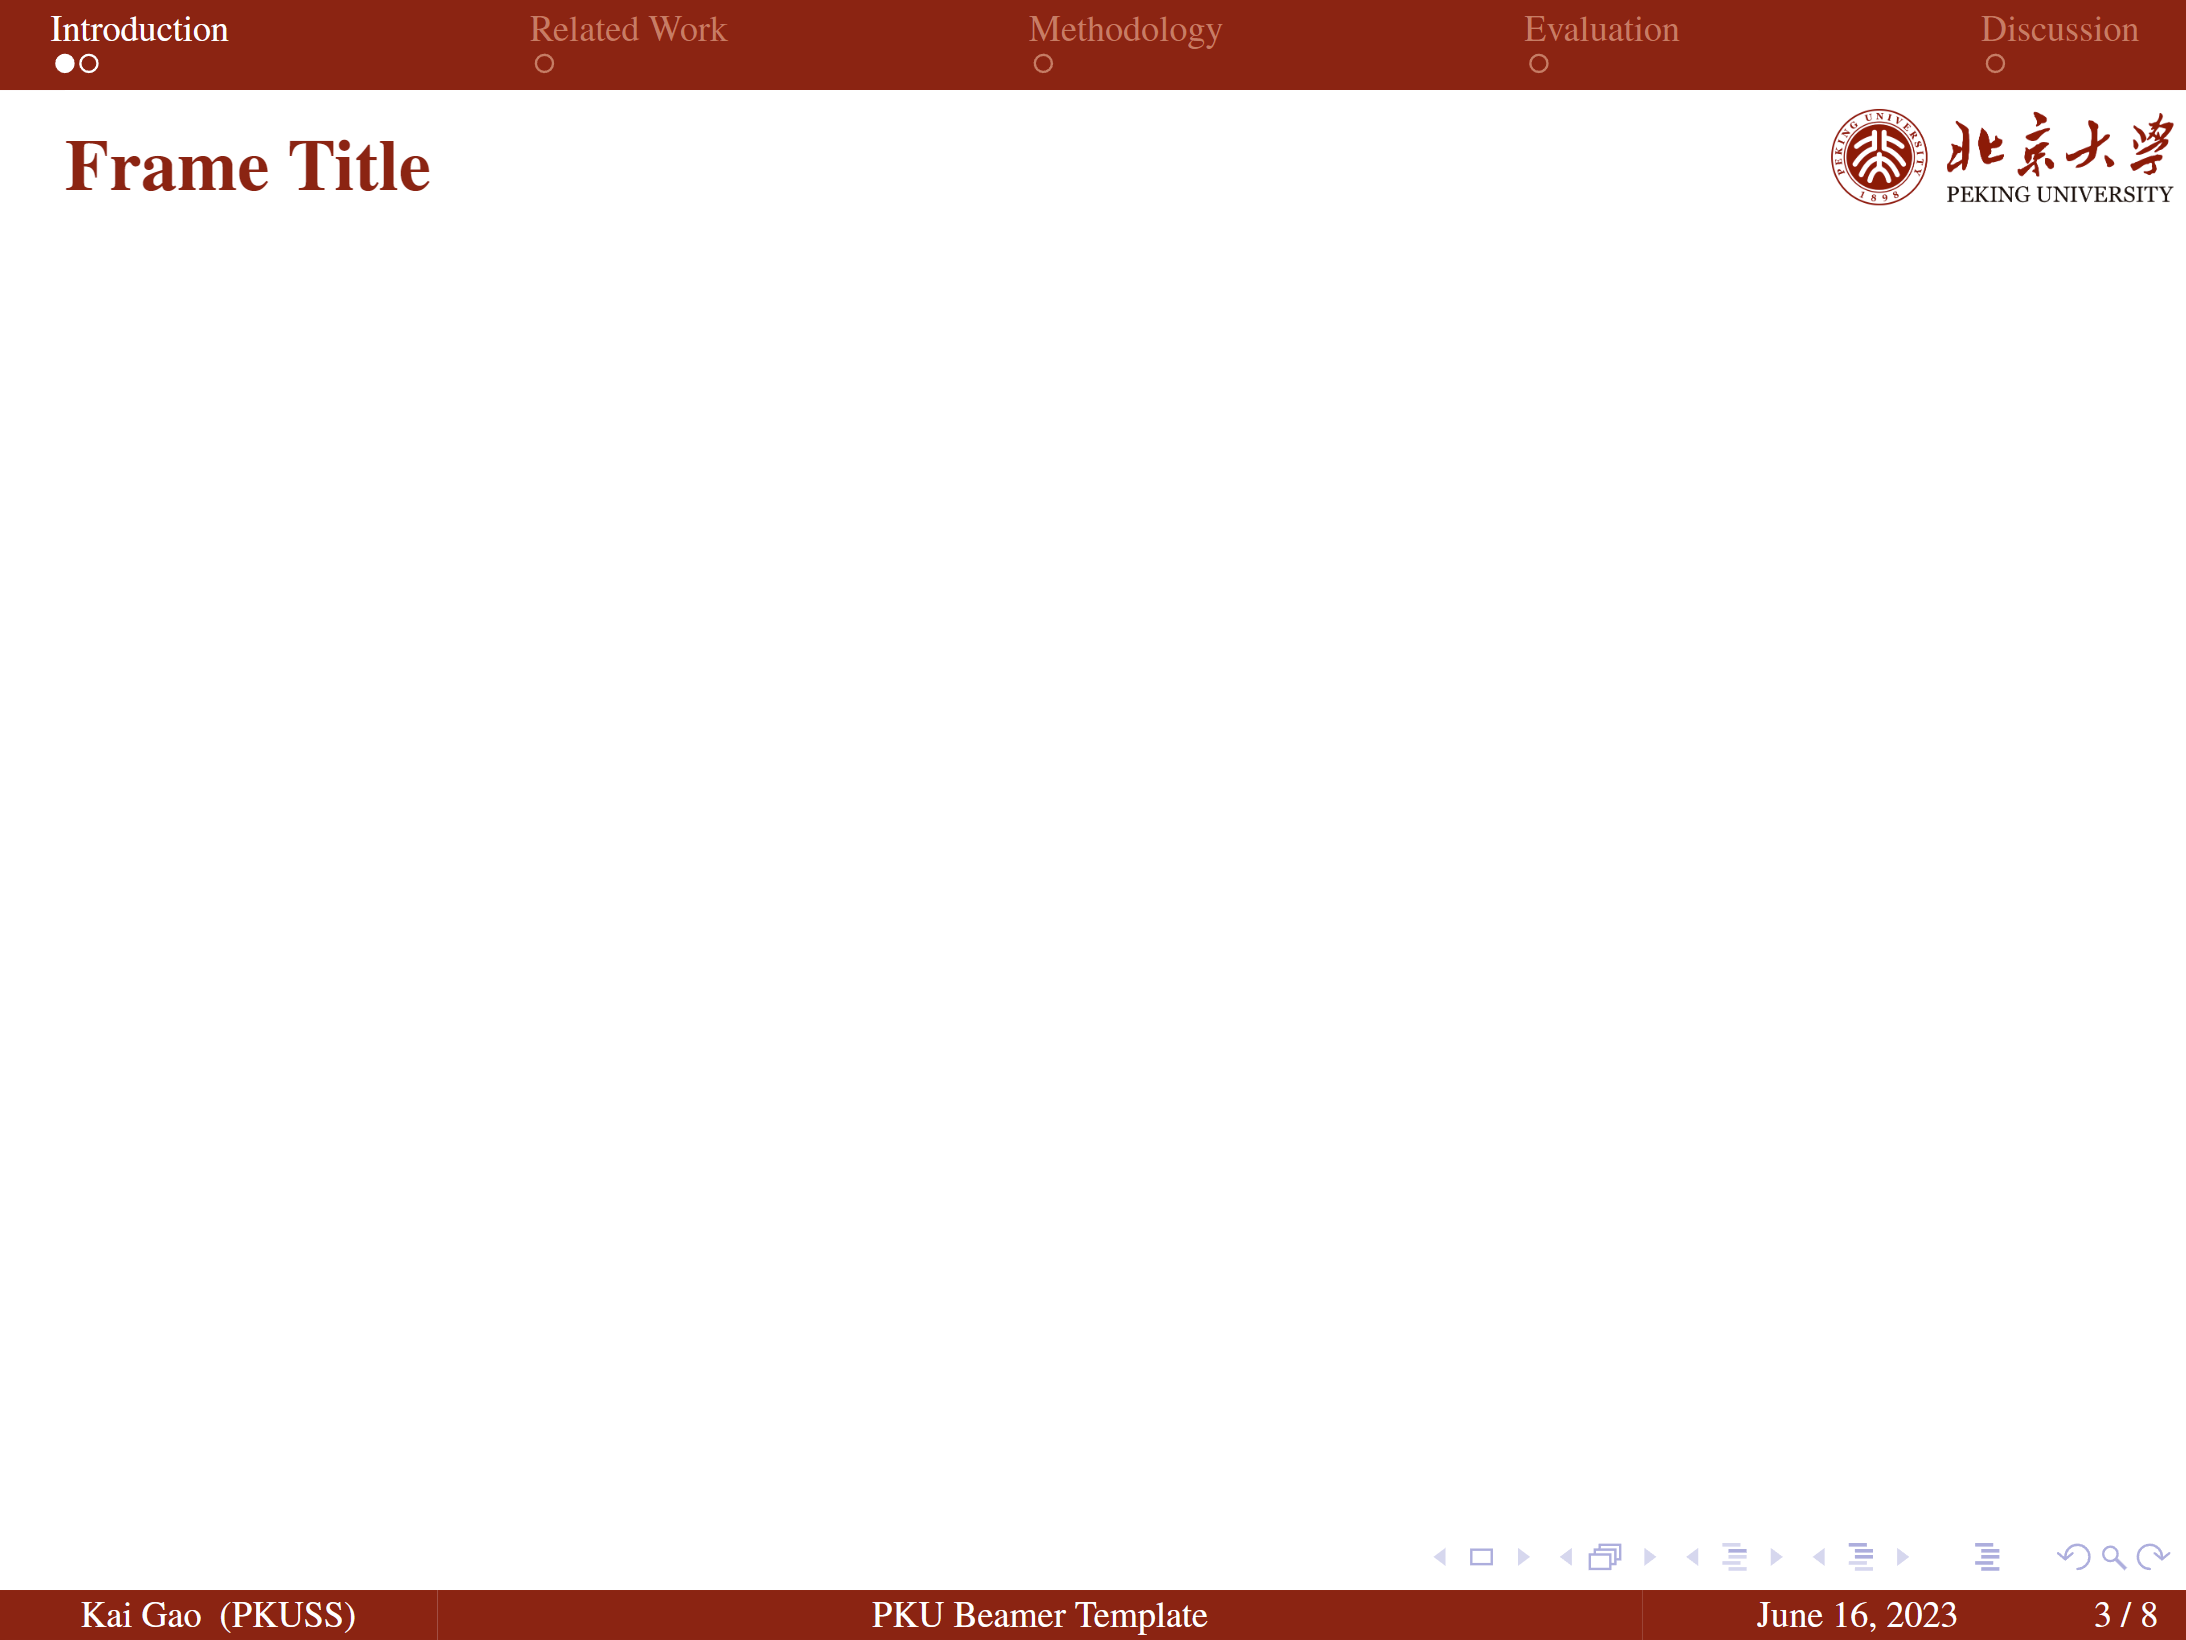 Introduction
Related Work
Methodology
Evaluation
Discussion
Frame Title
PEKING UNIVERSITY
1898
北京大学
PEKING UNIVERSITY
Kai Gao (PKUSS)
PKU Beamer Template
June 16, 2023
3 / 8